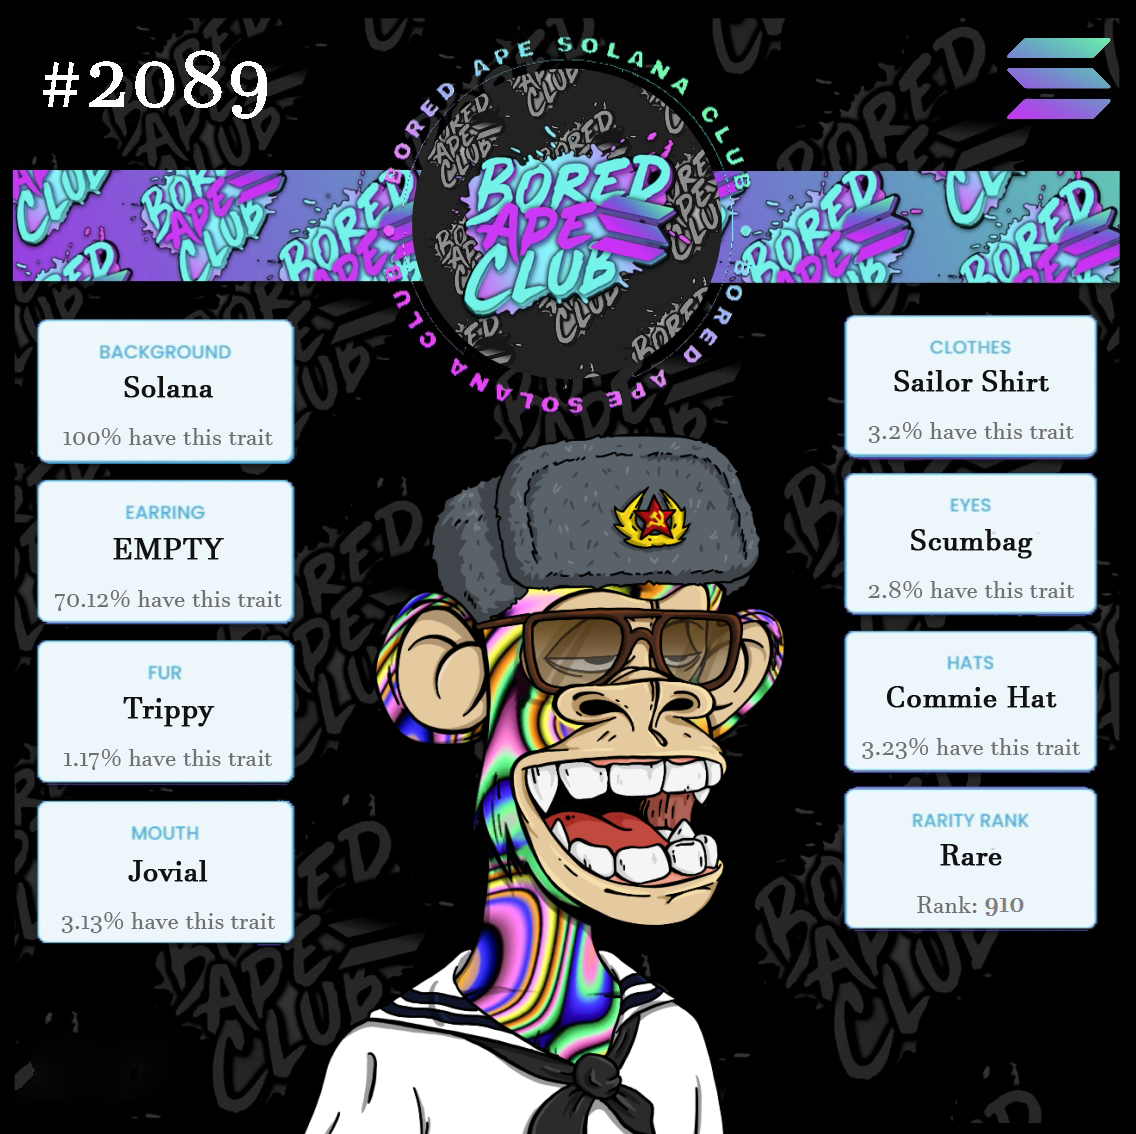 #2089
BORED APE SOLANA CLUB
BORED APE SOLANA CLUB
BORED
APE
CLUB
BACKGROUND
Solana
100% have this trait
EARRING
EMPTY
70.12% have this trait
FUR
Trippy
1.17% have this trait
MOUTH
Jovial
3.13% have this trait
CLOTHES
Sailor Shirt
3.2% have this trait
EYES
Scumbag
2.8% have this trait
HATS
Commie Hat
3.23% have this trait
RARITY RANK
Rare
Rank: 910